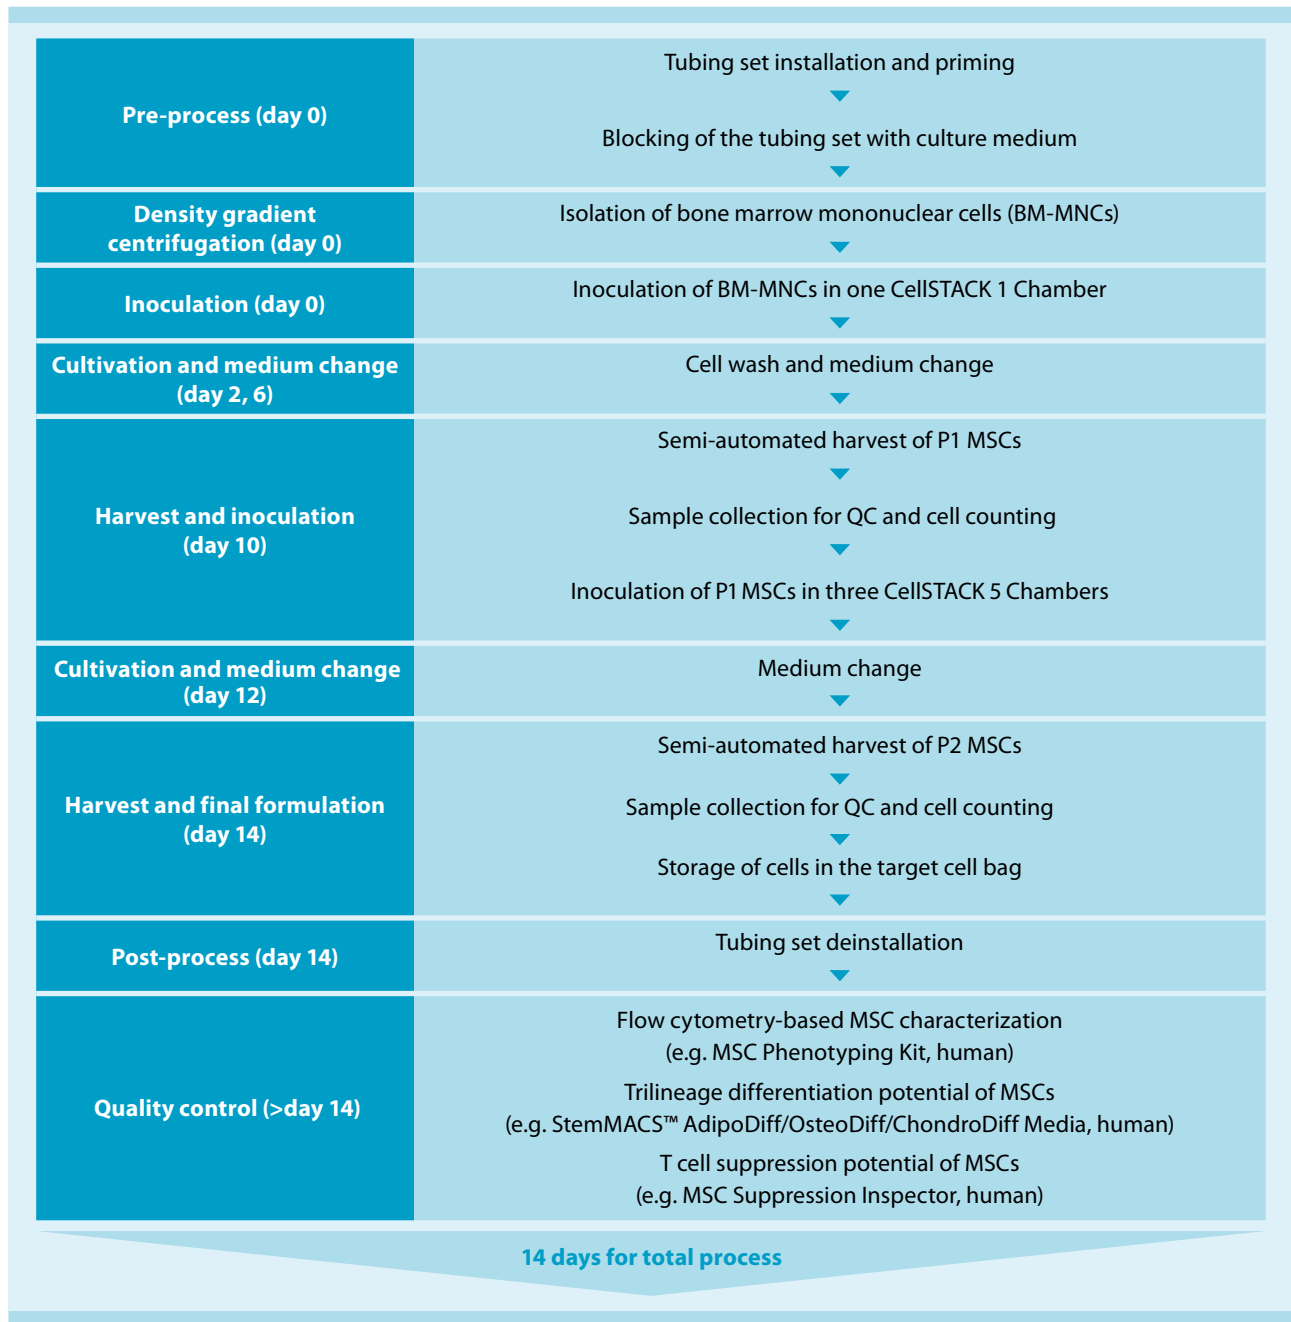 Pre-process (day 0)
Tubing set installation and priming
Blocking of the tubing set with culture medium
Density gradient
centrifugation (day 0)
Isolation of bone marrow mononuclear cells (BM-MNCs)
Inoculation (day 0)
Inoculation of BM-MNCs in one CellSTACK 1 Chamber
Cultivation and medium change
(day 2, 6)
Cell wash and medium change
Harvest and inoculation
(day 10)
Semi-automated harvest of P1 MSCs
Sample collection for QC and cell counting
Inoculation of P1 MSCs in three CellSTACK 5 Chambers
Cultivation and medium change
(day 12)
Medium change
Harvest and final formulation
(day 14)
Semi-automated harvest of P2 MSCs
Sample collection for QC and cell counting
Storage of cells in the target cell bag
Post-process (day 14)
Tubing set deinstallation
Quality control (>day 14)
Flow cytometry-based MSC characterization
(e.g. MSC Phenotyping Kit, human)
Trilineage differentiation potential of MSCs
(e.g. StemMACS™ AdipoDiff/OsteoDiff/ChondroDiff Media, human)
T cell suppression potential of MSCs
(e.g. MSC Suppression Inspector, human)
14 days for total process